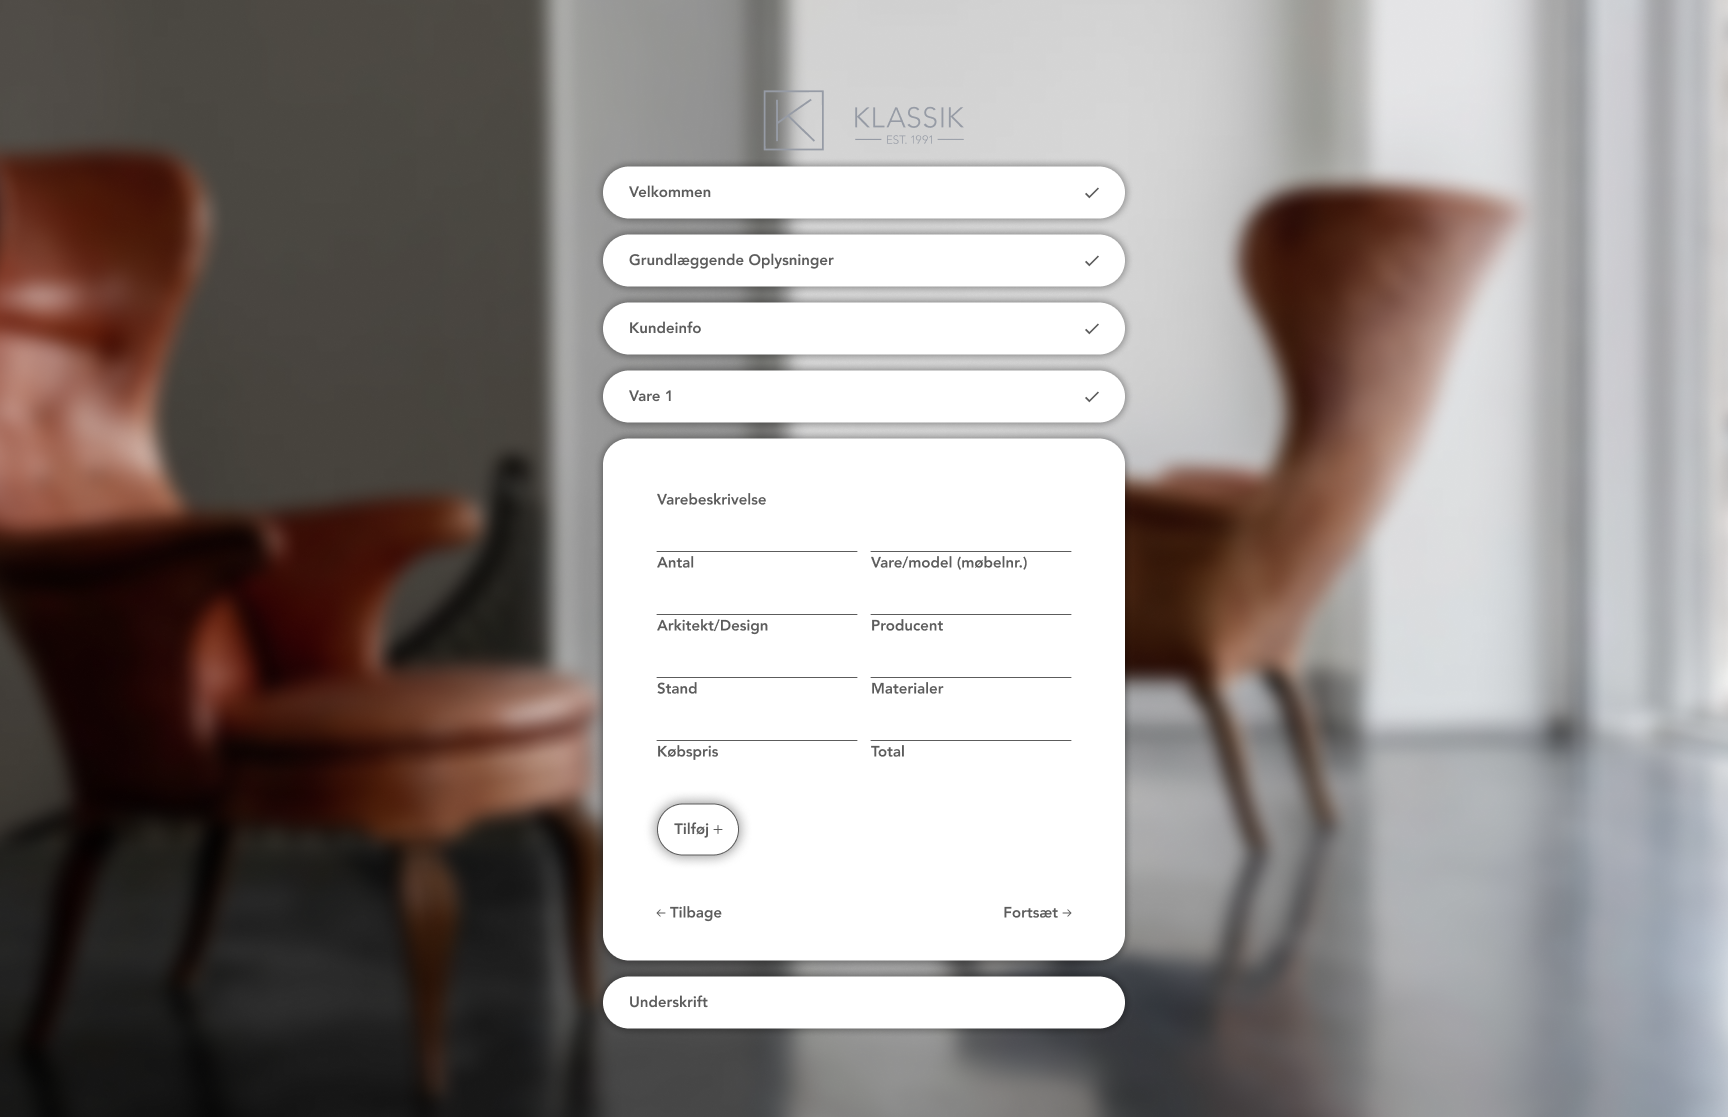 K KLASSIK
EST. 1991
Velkommen
Grundlæggende Oplysninger
Kundeinfo
Vare 1
Varebeskrivelse
Antal Vare/model (møbelnr.)
Arkitekt/Design Producent
Stand Materialer
Købspris Total
Tilføj +
← Tilbage Fortsæt →
Underskrift